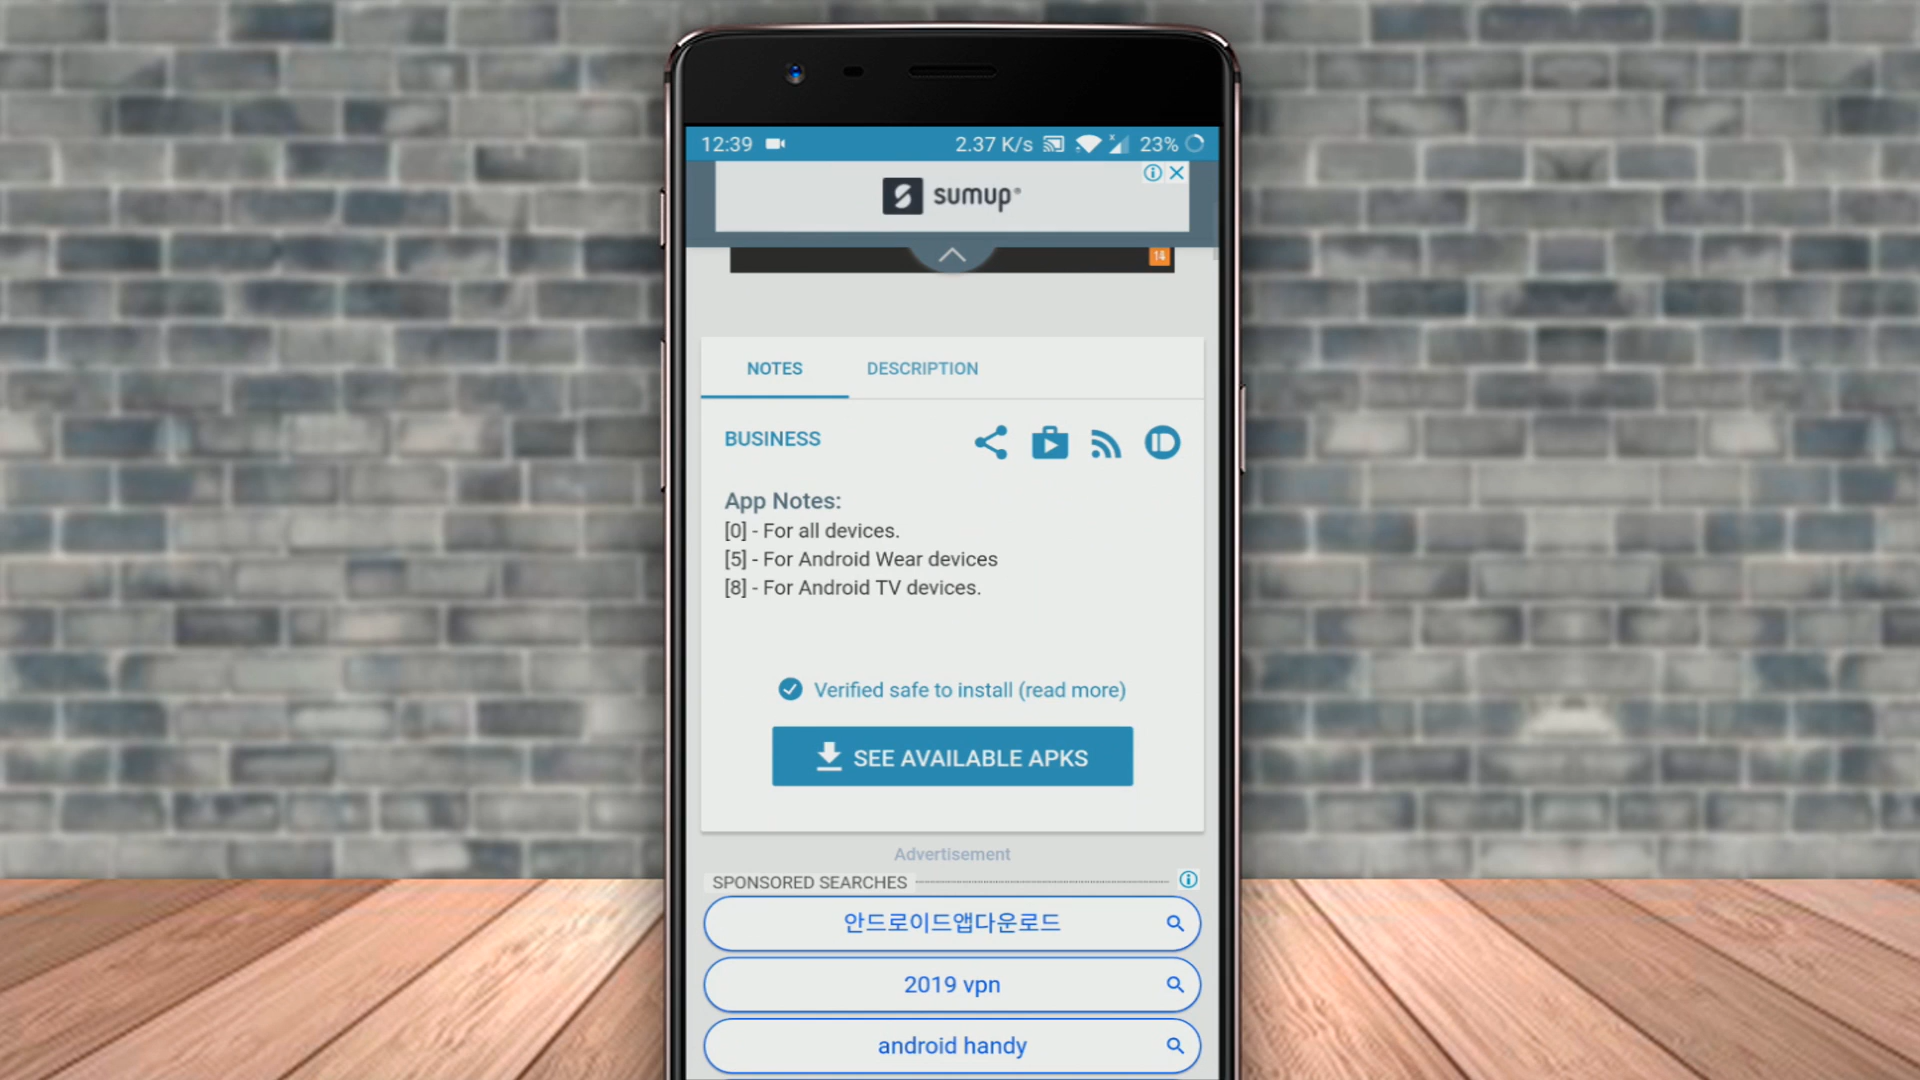 12:39
2.37 K/s
23%
sumup®
14
NOTES
DESCRIPTION
BUSINESS
App Notes:
[0] - For all devices.
[5] - For Android Wear devices
[8] - For Android TV devices.
Verified safe to install (read more)
SEE AVAILABLE APKS
Advertisement
SPONSORED SEARCHES
안드로이드앱다운로드
2019 vpn
android handy